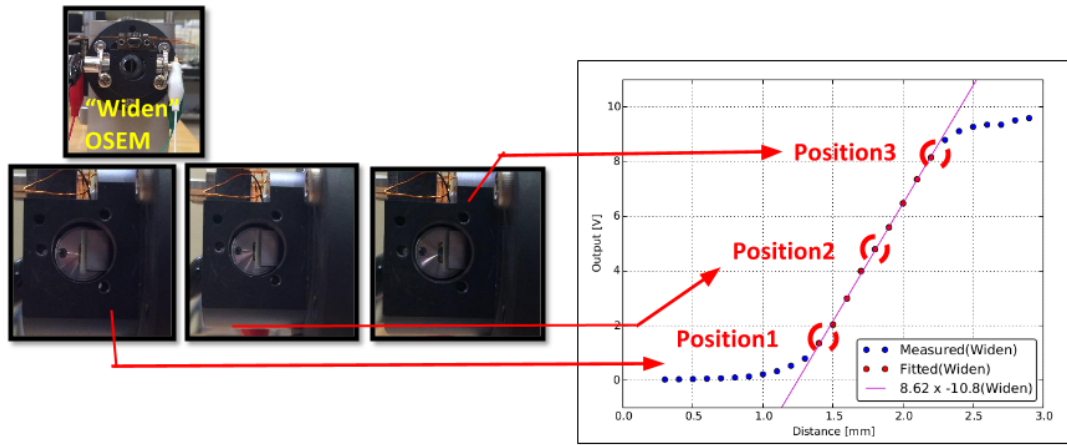 “Widen”
OSEM
Position3
Position2
Position1
Output [V]
10
8
6
4
2
0
0.0 0.5 1.0 1.5 2.0 2.5 3.0
Distance [mm]
Measured(Widen)
Fitted(Widen)
8.62 x -10.8(Widen)